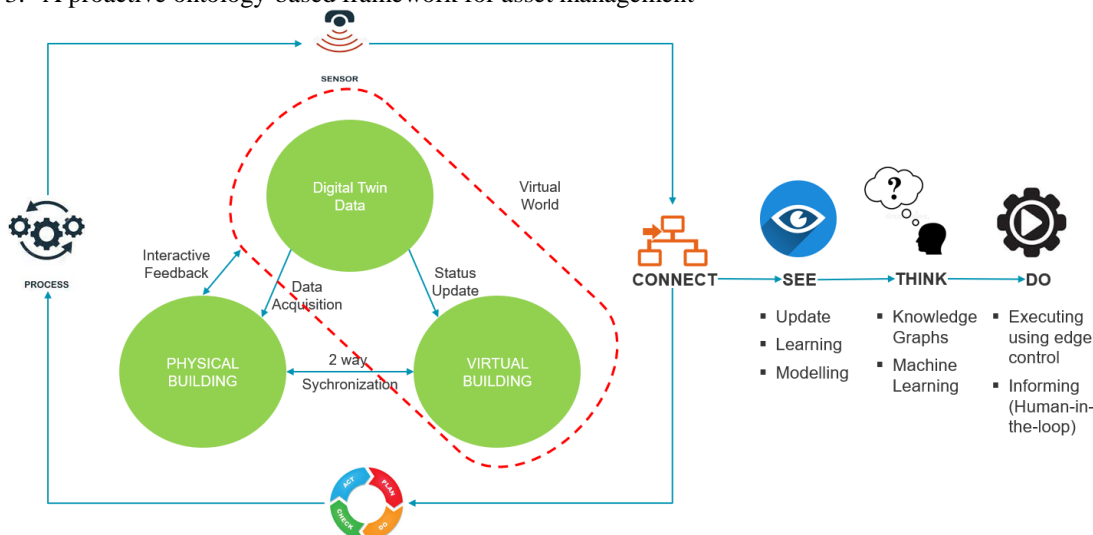 3. A proactive ontology-based framework for asset management
SENSOR
Digital Twin
Data
Virtual
World
Interactive
Feedback
Data
Acquisition
Status
Update
PROCESS
PHYSICAL
BUILDING
2 way
Sychronization
VIRTUAL
BUILDING
?
CONNECT
SEE
THINK
DO
▪ Update
▪ Learning
▪ Modelling
▪ Knowledge
Graphs
▪ Machine
Learning
▪ Executing
using edge
control
▪ Informing
(Human-in-
the-loop)
ACT
PLAN
CHECK
DO